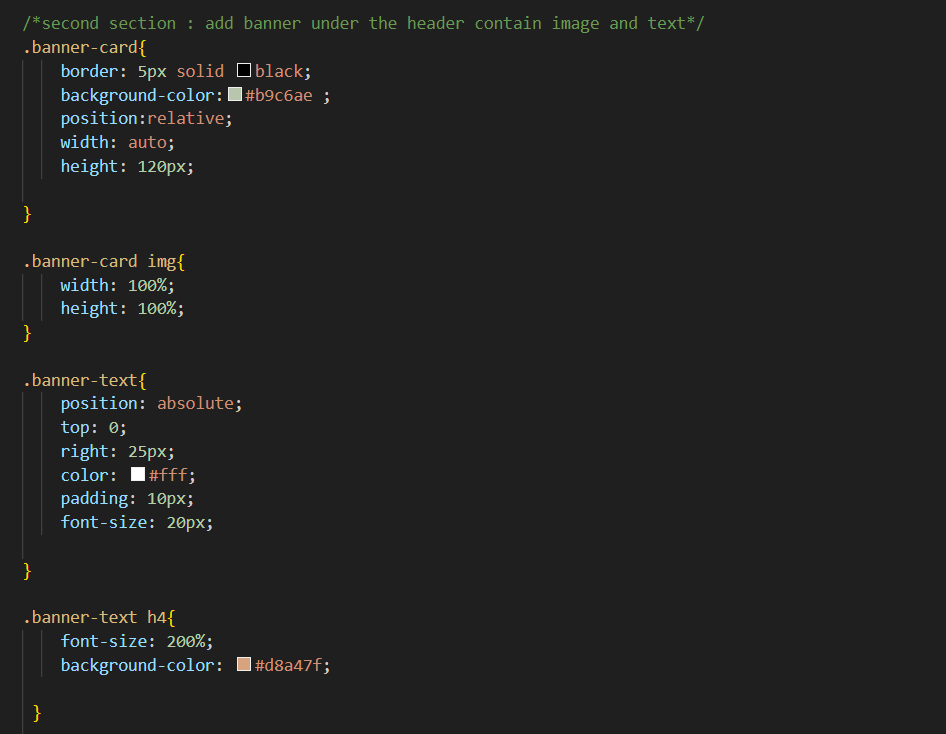 /*second section : add banner under the header contain image and text*/
.banner-card{
border: 5px solid black;
background-color: #b9c6ae ;
position:relative;
width: auto;
height: 120px;
}
.banner-card img{
width: 100%;
height: 100%;
}
.banner-text{
position: absolute;
top: 0;
right: 25px;
color: #fff;
padding: 10px;
font-size: 20px;
}
.banner-text h4{
font-size: 200%;
background-color: #d8a47f;
}